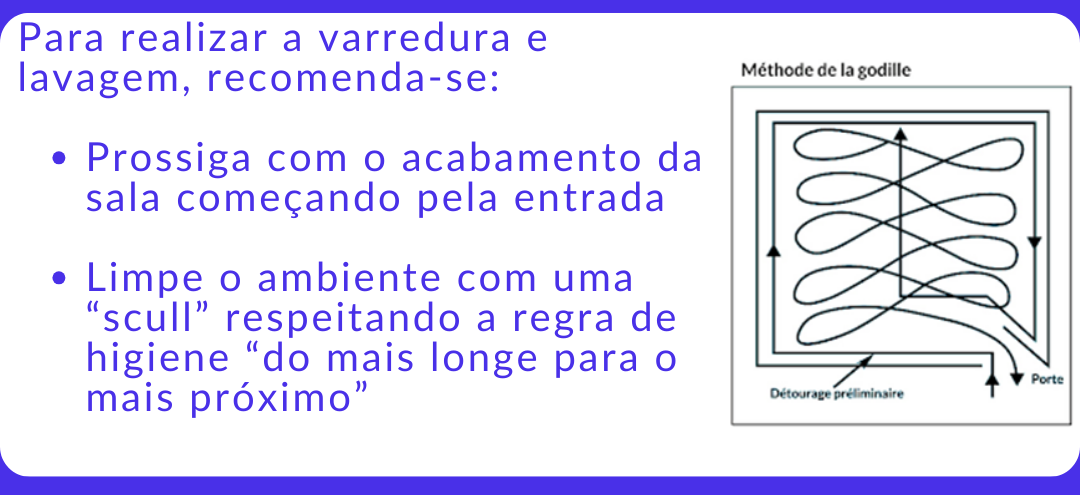 Para realizar a varredura e
lavagem, recomenda-se:
• Prossiga com o acabamento da
sala começando pela entrada
• Limpe o ambiente com uma
“scull” respeitando a regra de
higiene “do mais longe para o
mais próximo”
Méthode de la godille
Porte
Détourage préliminaire